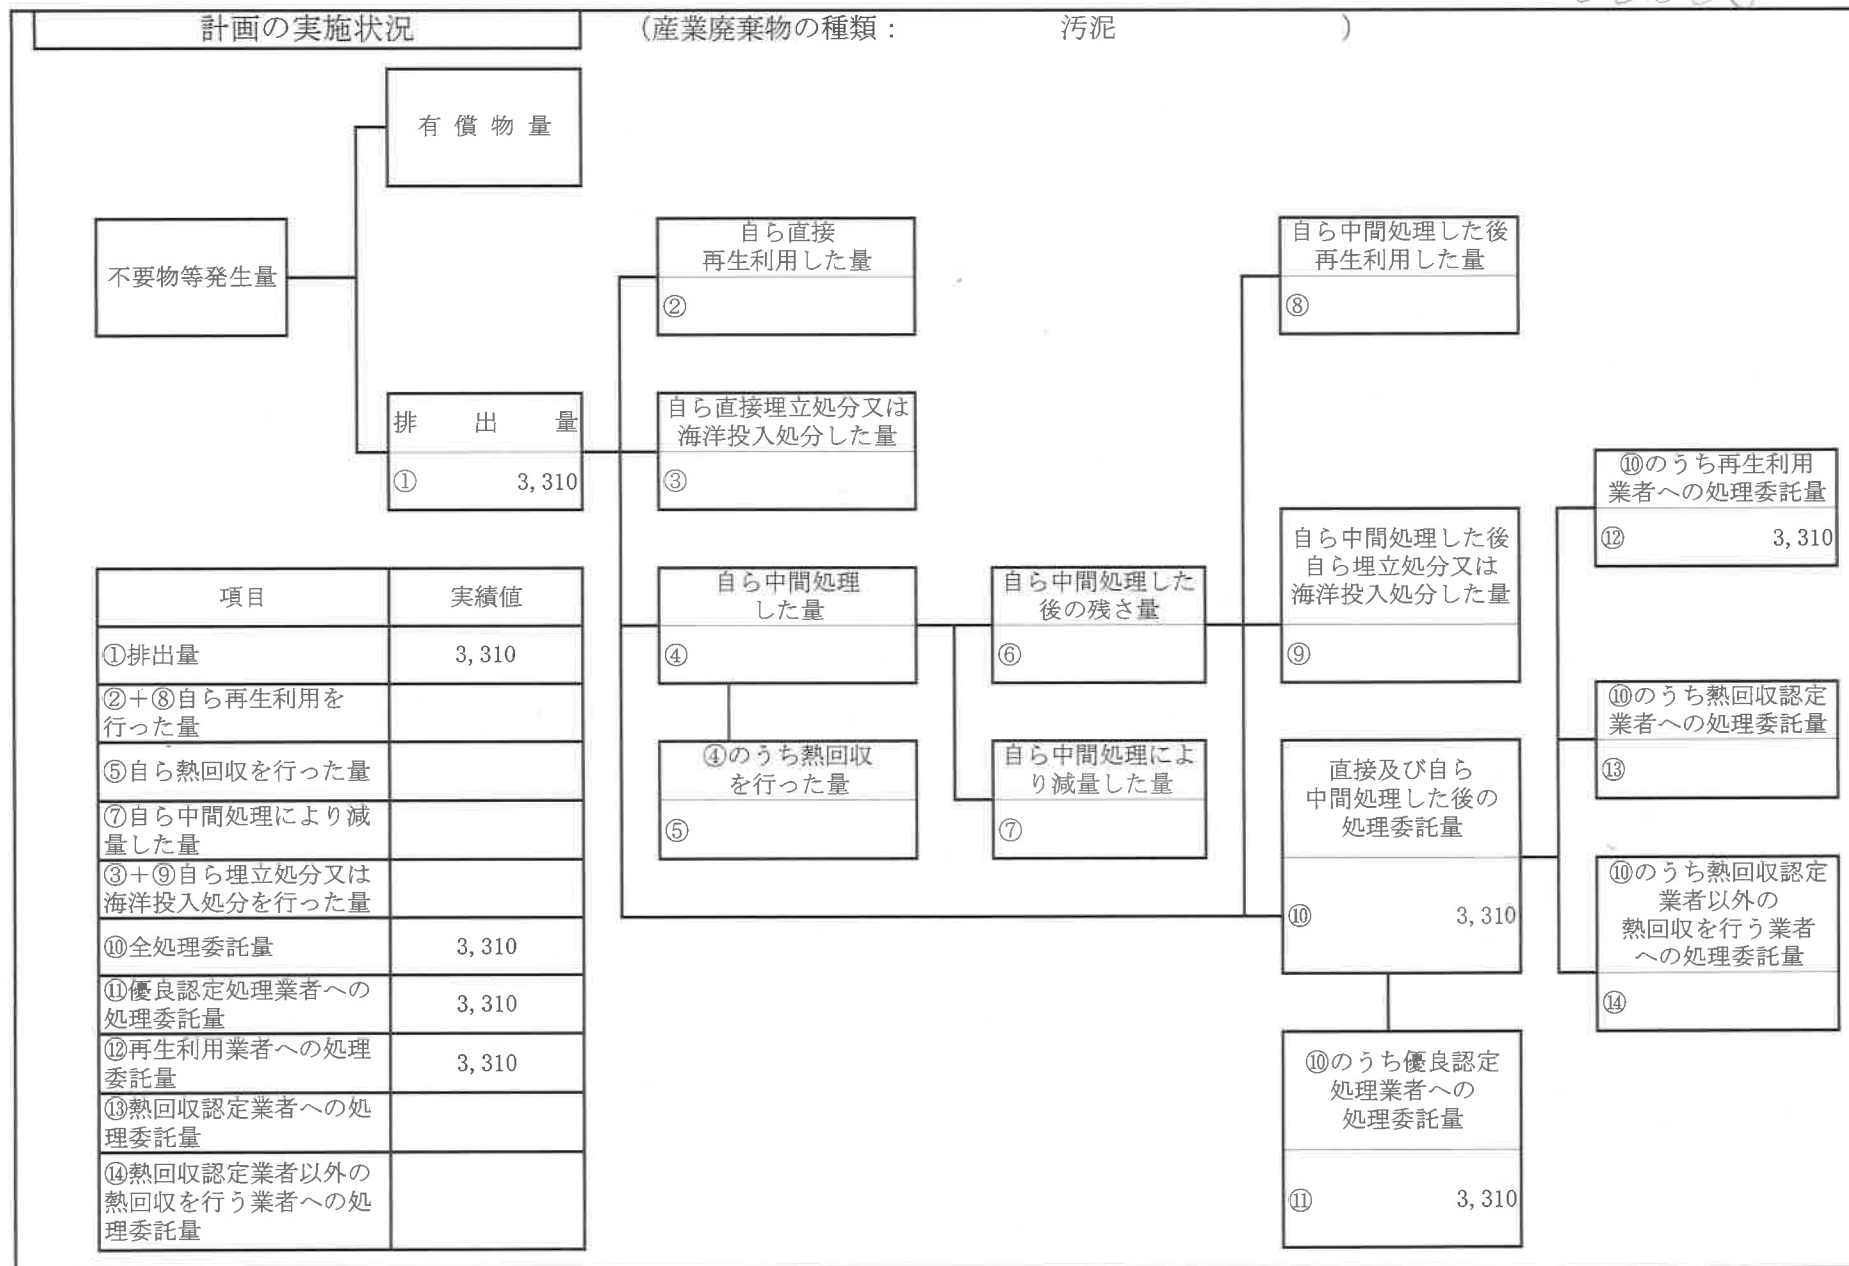 計画の実施状況
(産業廃棄物の種類： 汚泥 )
有 償 物 量
不要物等発生量
排 出 量
① 3,310
自ら直接
再生利用した量
②
自ら直接埋立処分又は
海洋投入処分した量
③
自ら中間処理
した量
④
④のうち熱回収
を行った量
⑤
自ら中間処理した
後の残さ量
⑥
自ら中間処理によ
り減量した量
⑦
自ら中間処理した後
再生利用した量
⑧
自ら中間処理した後
自ら埋立処分又は
海洋投入処分した量
⑨
直接及び自ら
中間処理した後の
処理委託量
⑩ 3,310
⑩のうち優良認定
処理業者への
処理委託量
⑪ 3,310
⑩のうち再生利用
業者への処理委託量
⑫ 3,310
⑩のうち熱回収認定
業者への処理委託量
⑬
⑩のうち熱回収認定
業者以外の
熱回収を行う業者
への処理委託量
⑭
項目 実績値
①排出量 3,310
②＋⑧自ら再生利用を
行った量
⑤自ら熱回収を行った量
⑦自ら中間処理により減
量した量
③＋⑨自ら埋立処分又は
海洋投入処分を行った量
⑩全処理委託量 3,310
⑪優良認定処理業者への
処理委託量 3,310
⑫再生利用業者への処理
委託量 3,310
⑬熱回収認定業者への処
理委託量
⑭熱回収認定業者以外の
熱回収を行う業者への処
理委託量